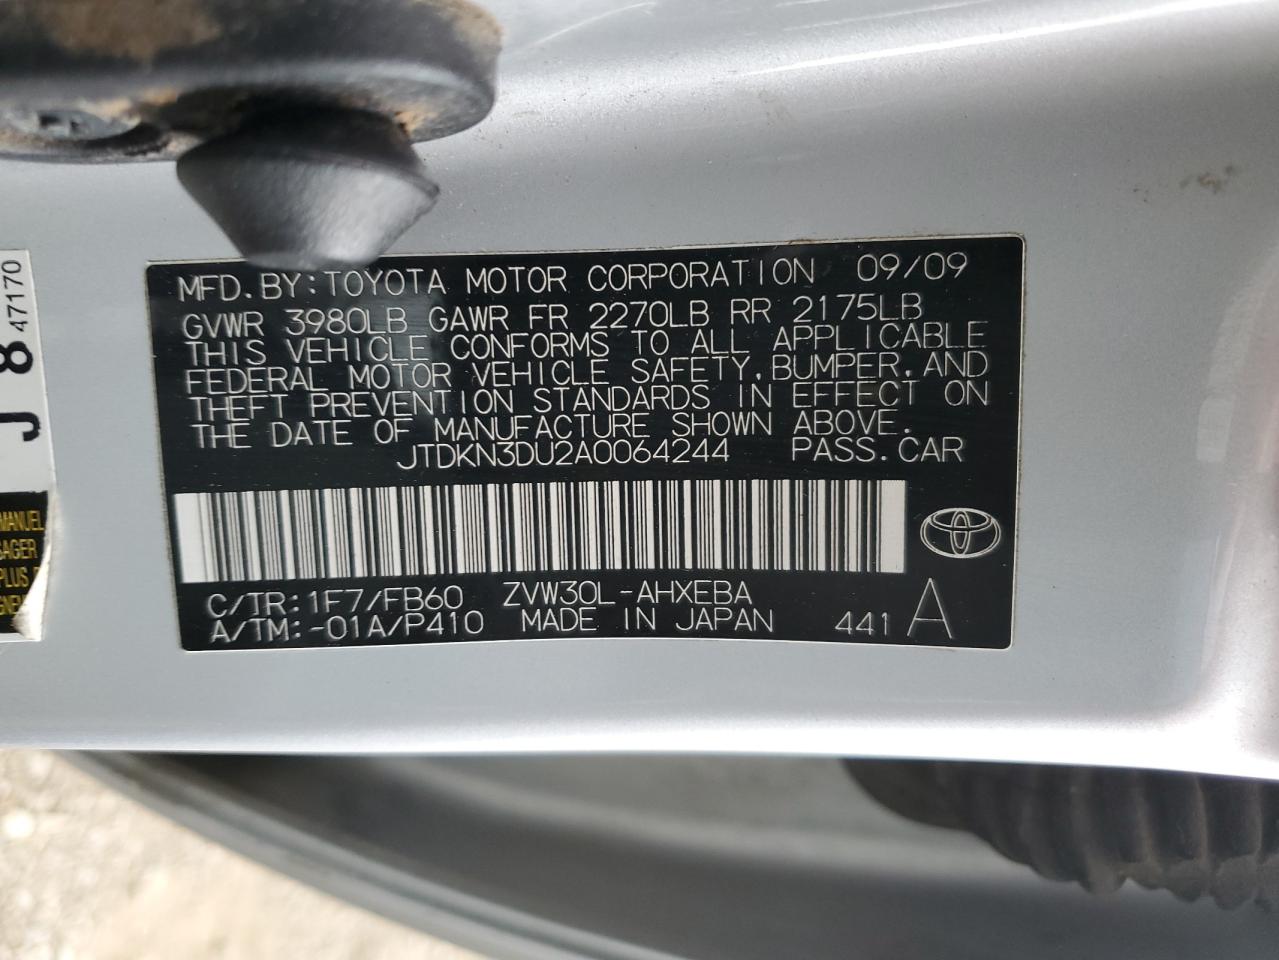 MFD. BY: TOYOTA MOTOR CORPORATION 09/09
GVWR 3980LB GAWR FR 2270LB RR 2175LB
THIS VEHICLE CONFORMS TO ALL APPLICABLE
FEDERAL MOTOR VEHICLE SAFETY, BUMPER, AND
THEFT PREVENTION STANDARDS IN EFFECT ON
THE DATE OF MANUFACTURE SHOWN ABOVE.
JTDKN3DU2A0064244 PASS. CAR
C/TR: 1F7/FB60 ZVW30L-AHXEBA
A/TM: -01A/P410 MADE IN JAPAN 441 A
J 8 47170
MANUEL
PLUS